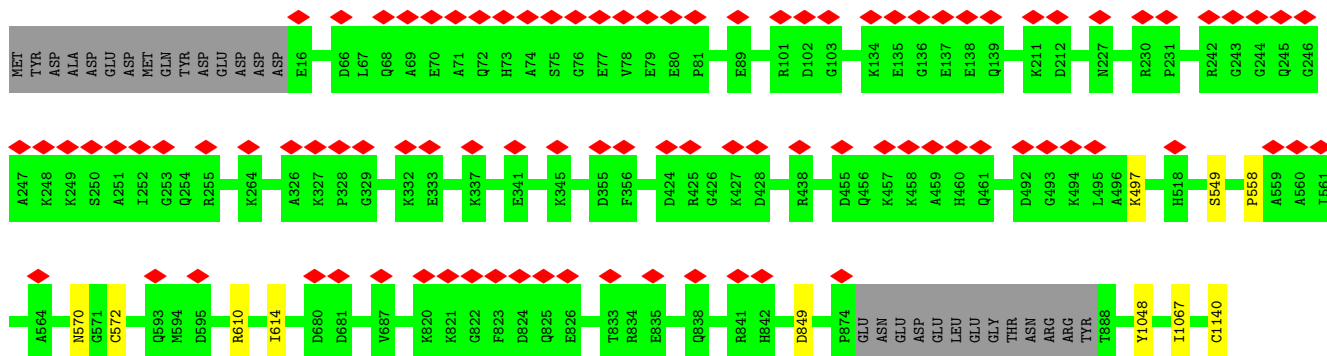 MET TYR ASP ALA ASP GLU ASP MET GLN TYR ASP GLU ASP ASP ASP E16 D66 L67 Q68 A69 E70 A71 Q72 H73 A74 S75 G76 E77 V78 E79 E80 P81 E89 R101 D102 G103 K134 E135 G136 E137 E138 Q139 K211 D212 N227 R230 P231 R242 G243 G244 Q245 G246
A247 K248 K249 S250 A251 I252 G253 Q254 R255 K264 A326 K327 P328 G329 K332 E333 K337 E341 K345 D355 F356 D424 R425 G426 K427 D428 R438 D455 Q456 K457 K458 A459 H460 Q461 D492 G493 K494 L495 A496 K497 H518 S549 P558 A559 A560 I561
A564 N570 G571 C572 Q593 M594 D595 R610 I614 D680 D681 V687 K820 K821 G822 F823 D824 Q825 E826 T833 R834 E835 Q838 R841 H842 D849 P874 GLU ASN GLU ASP GLU LEU GLU GLY THR ASN ARG ARG TYR T888 Y1048 I1067 C1140